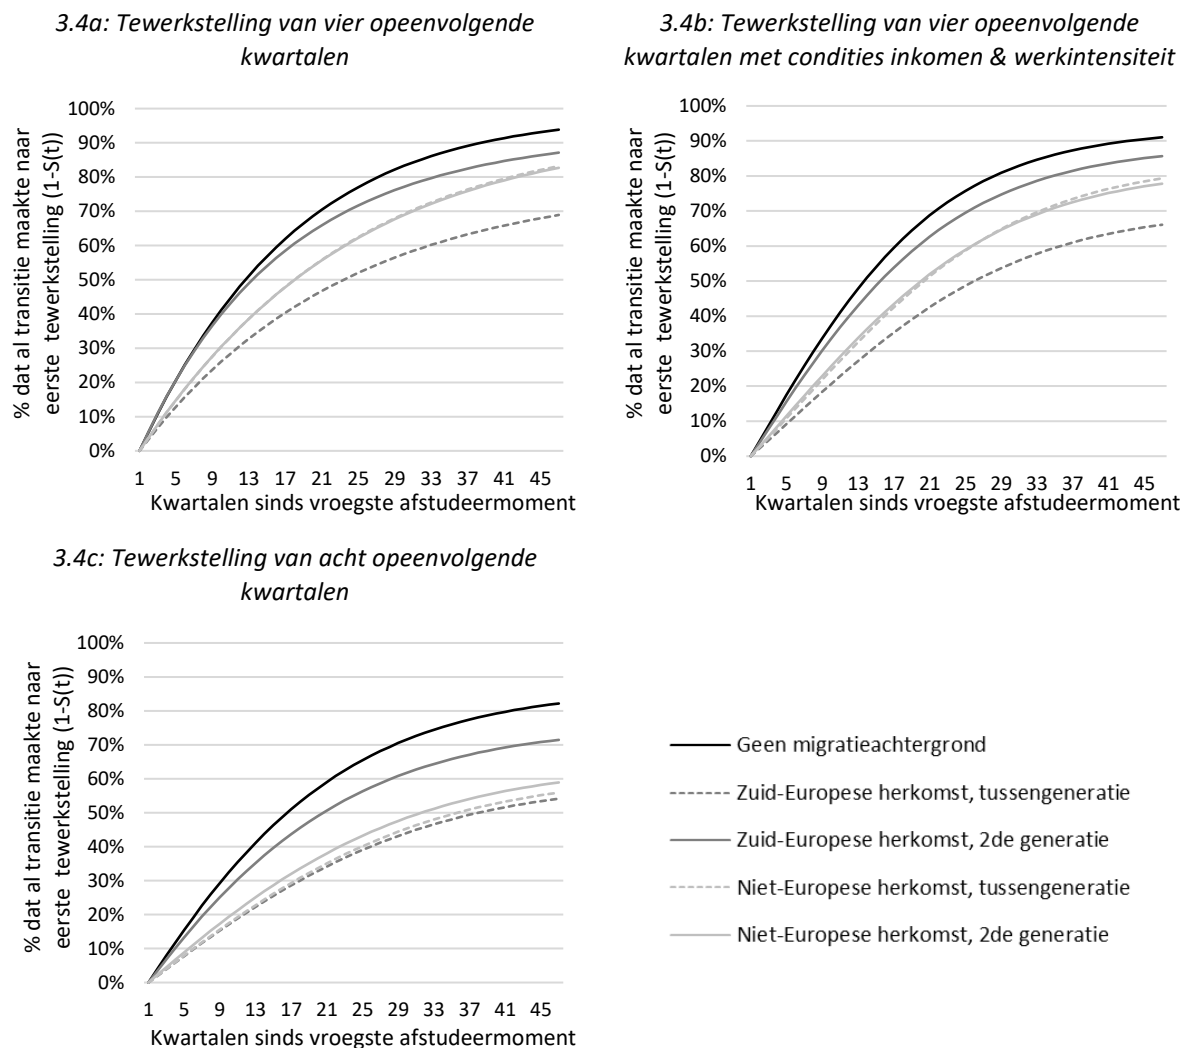 3.4a: Tewerkstelling van vier opeenvolgende
kwartalen
% dat al transitie maakte naar
eerste tewerkstelling (1-S(t))
100%
90%
80%
70%
60%
50%
40%
30%
20%
10%
0%
1 5 9 13 17 21 25 29 33 37 41 45
Kwartalen sinds vroegste afstudeermoment
3.4b: Tewerkstelling van vier opeenvolgende
kwartalen met condities inkomen & werkintensiteit
% dat al transitie maakte naar
eerste tewerkstelling (1-S(t))
100%
90%
80%
70%
60%
50%
40%
30%
20%
10%
0%
1 5 9 13 17 21 25 29 33 37 41 45
Kwartalen sinds vroegste afstudeermoment
3.4c: Tewerkstelling van acht opeenvolgende
kwartalen
% dat al transitie maakte naar
eerste tewerkstelling (1-S(t))
100%
90%
80%
70%
60%
50%
40%
30%
20%
10%
0%
1 5 9 13 17 21 25 29 33 37 41 45
Kwartalen sinds vroegste afstudeermoment
Geen migratieachtergrond
Zuid-Europese herkomst, tussengeneratie
Zuid-Europese herkomst, 2de generatie
Niet-Europese herkomst, tussengeneratie
Niet-Europese herkomst, 2de generatie